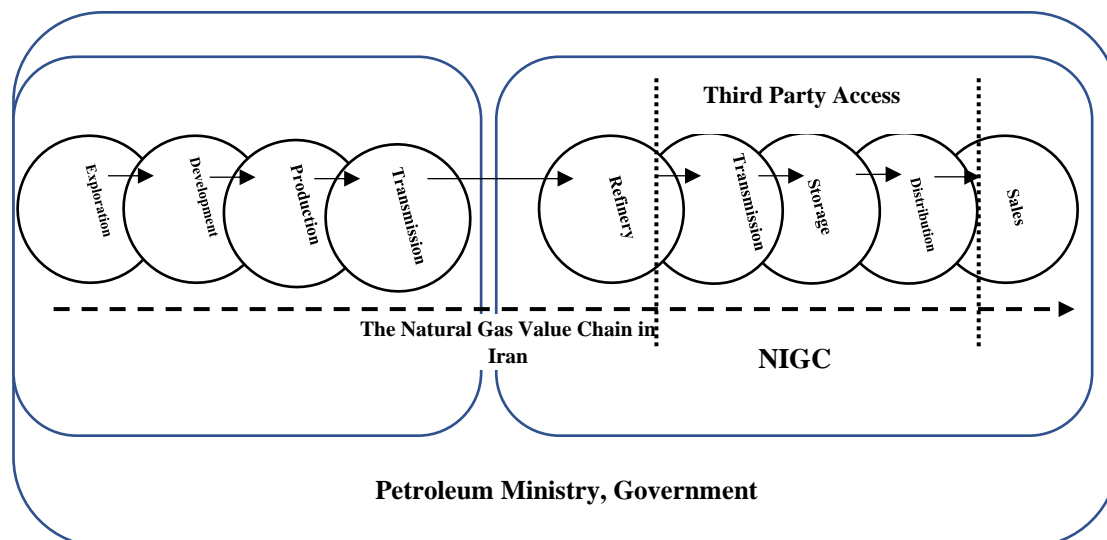 Third Party Access
Exploration
Development
Production
Transmission
Refinery
Transmission
Storage
Distribution
Sales
The Natural Gas Value Chain in
Iran
NIGC
Petroleum Ministry, Government